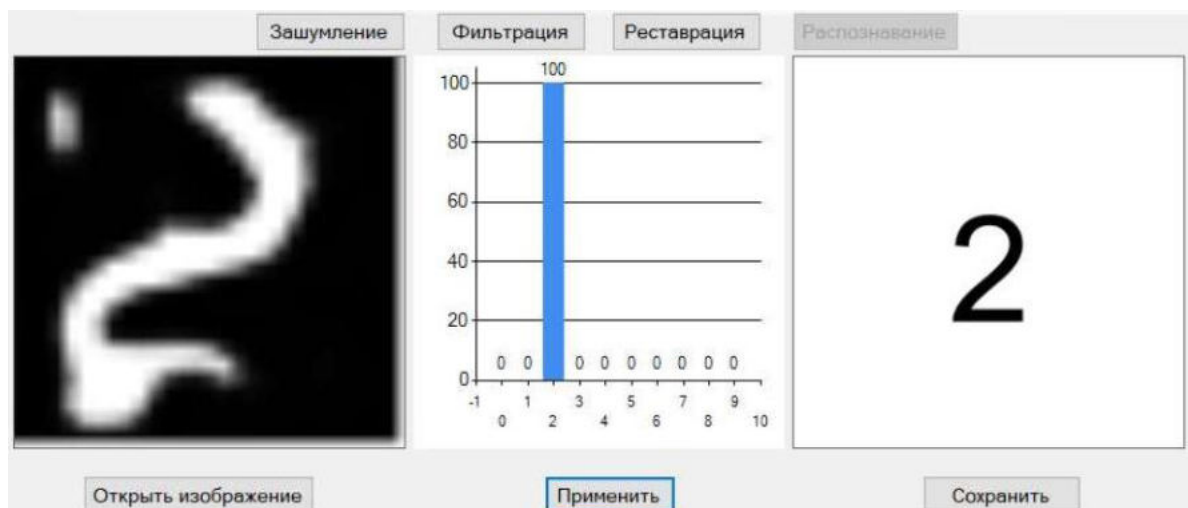 Зашумление Фильтрация Реставрация Распознавание
100
100
80
60
40
20
0
0 0 0 0 0 0 0 0 0
-1 1 3 5 7 9
0 2 4 6 8 10
2
2
Открыть изображение Применить Сохранить